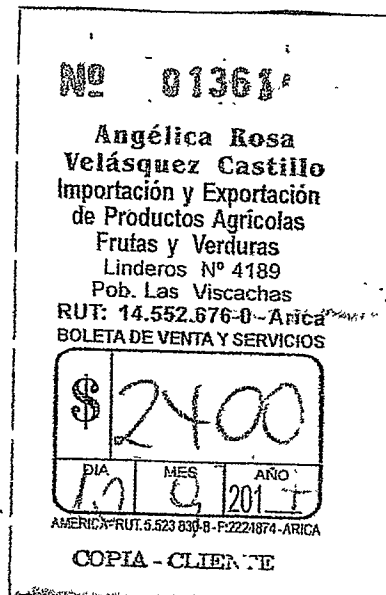 Nº 01361
Angélica Rosa
Velásquez Castillo
Importación y Exportación
de Productos Agrícolas
Frutas y Verduras
Linderos Nº 4189
Pob. Las Viscachas
RUT: 14.552.676-0 - Arica
BOLETA DE VENTA Y SERVICIOS
$ 2400
DIA MES AÑO
9 201
AMERICA-RUT. 5.523 830-8-F:2224874-ARICA
COPIA - CLIENTE